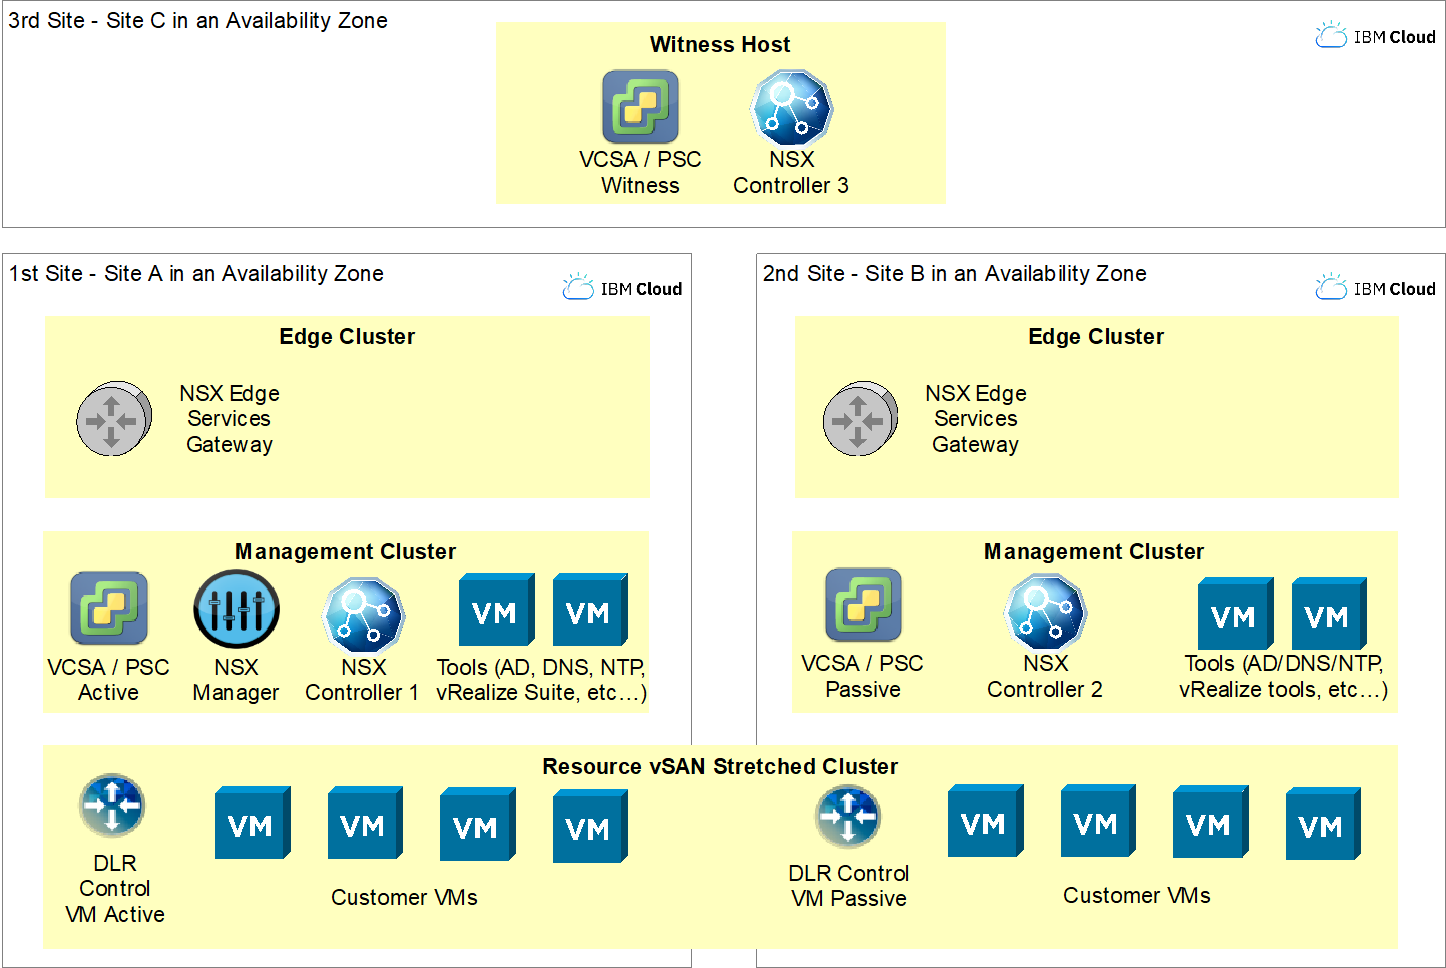 3rd Site - Site C in an Availability Zone
IBM Cloud
Witness Host
VCSA / PSC
Witness
NSX
Controller 3
1st Site - Site A in an Availability Zone
IBM Cloud
Edge Cluster
NSX Edge
Services
Gateway
Management Cluster
VM
VM
VCSA / PSC
Active
NSX
Manager
NSX
Controller 1
Tools (AD, DNS, NTP,
vRealize Suite, etc…)
2nd Site - Site B in an Availability Zone
IBM Cloud
Edge Cluster
NSX Edge
Services
Gateway
Management Cluster
VM
VM
VCSA / PSC
Passive
NSX
Controller 2
Tools (AD/DNS/NTP,
vRealize tools, etc…)
Resource vSAN Stretched Cluster
VM
VM
VM
VM
DLR
Control
VM Active
Customer VMs
VM
VM
VM
VM
DLR Control
VM Passive
Customer VMs